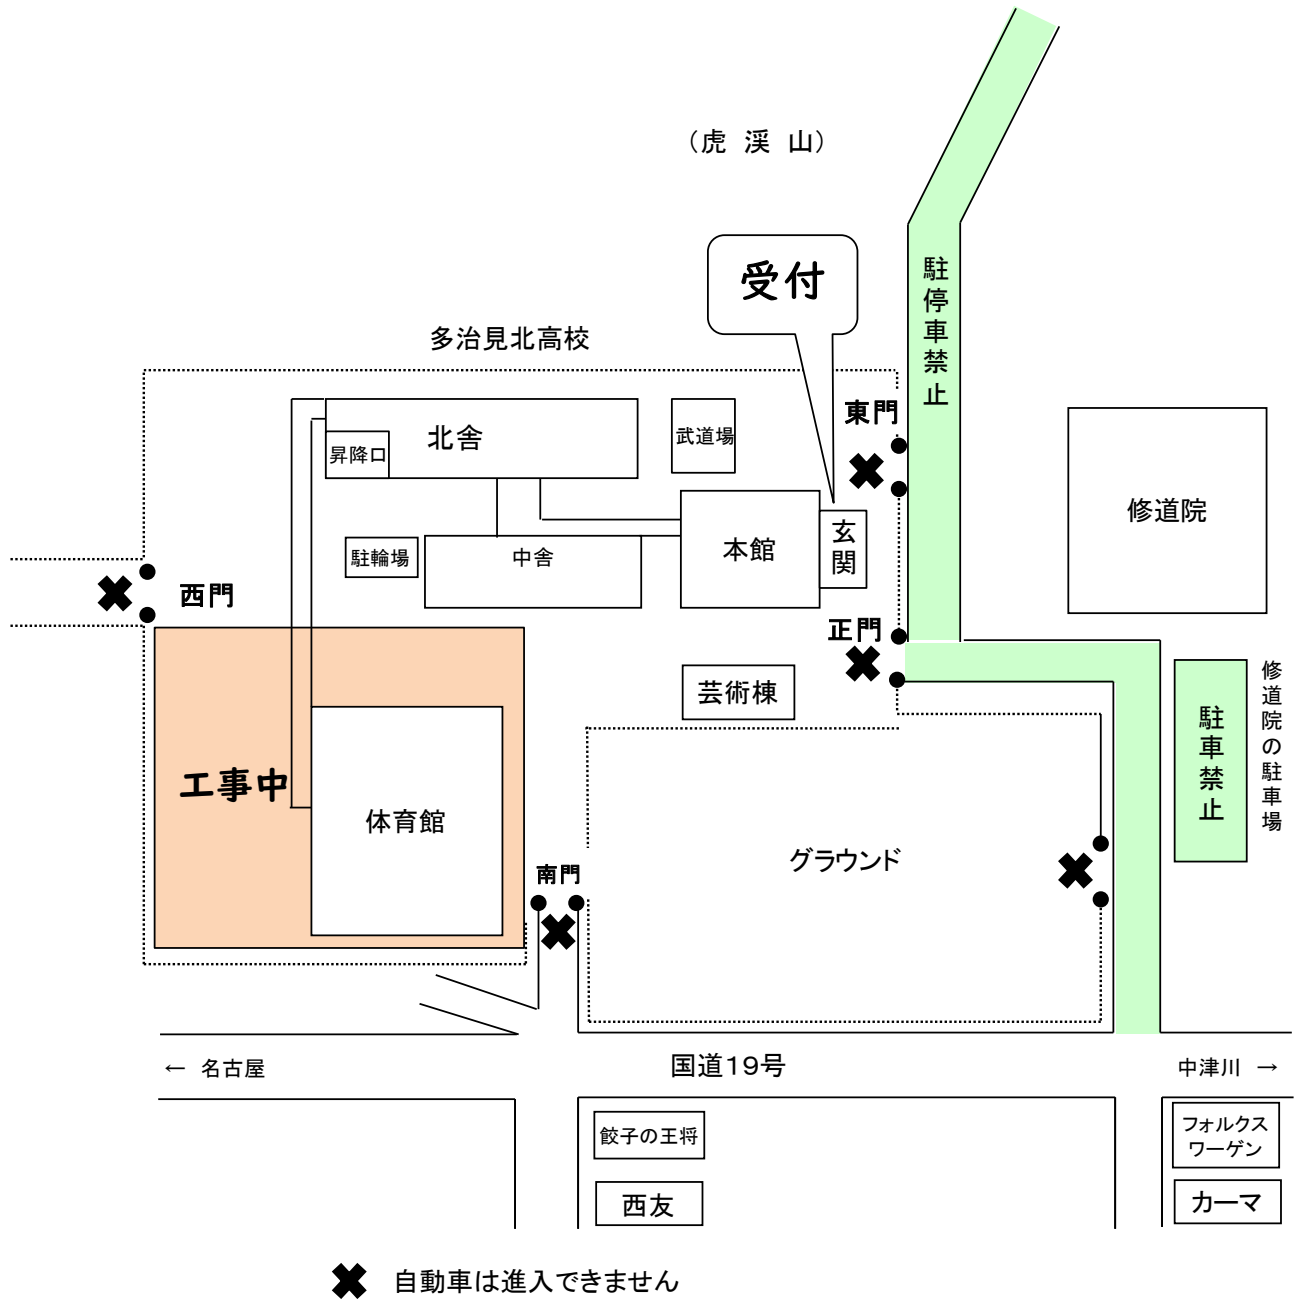 （虎 渓 山）
受付
駐停車禁止
多治見北高校
東門
北舎
武道場
昇降口
修道院
玄関
本館
駐輪場
中舎
西門
正門
芸術棟
修道院の駐車場
駐車禁止
工事中
体育館
グラウンド
南門
← 名古屋
国道19号
中津川 →
餃子の王将
フォルクス
ワーゲン
西友
カーマ
✖ 自動車は進入できません